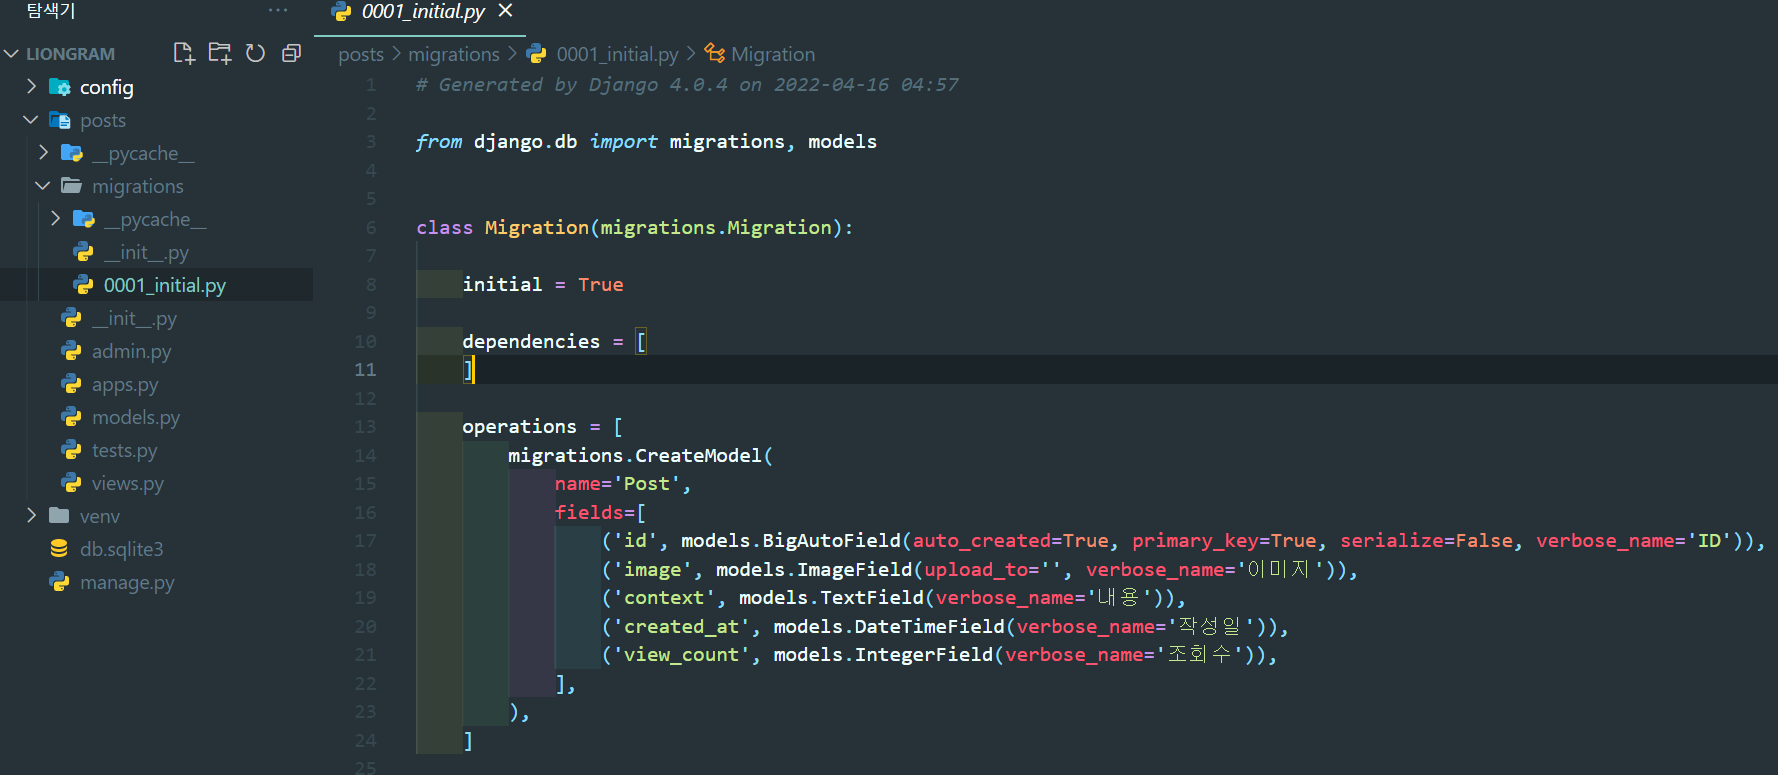 탐색기 ···
LIONGRAM
config
posts
__pycache__
migrations
__pycache__
__init__.py
0001_initial.py
__init__.py
admin.py
apps.py
models.py
tests.py
views.py
venv
db.sqlite3
manage.py
0001_initial.py ×
posts > migrations > 0001_initial.py > Migration
1 # Generated by Django 4.0.4 on 2022-04-16 04:57
2
3 from django.db import migrations, models
4
5
6 class Migration(migrations.Migration):
7
8     initial = True
9
10     dependencies = [
11     ]
12
13     operations = [
14         migrations.CreateModel(
15             name='Post',
16             fields=[
17                 ('id', models.BigAutoField(auto_created=True, primary_key=True, serialize=False, verbose_name='ID')),
18                 ('image', models.ImageField(upload_to='', verbose_name='이미지')),
19                 ('context', models.TextField(verbose_name='내용')),
20                 ('created_at', models.DateTimeField(verbose_name='작성일')),
21                 ('view_count', models.IntegerField(verbose_name='조회수')),
22             ],
23         ),
24     ]
25